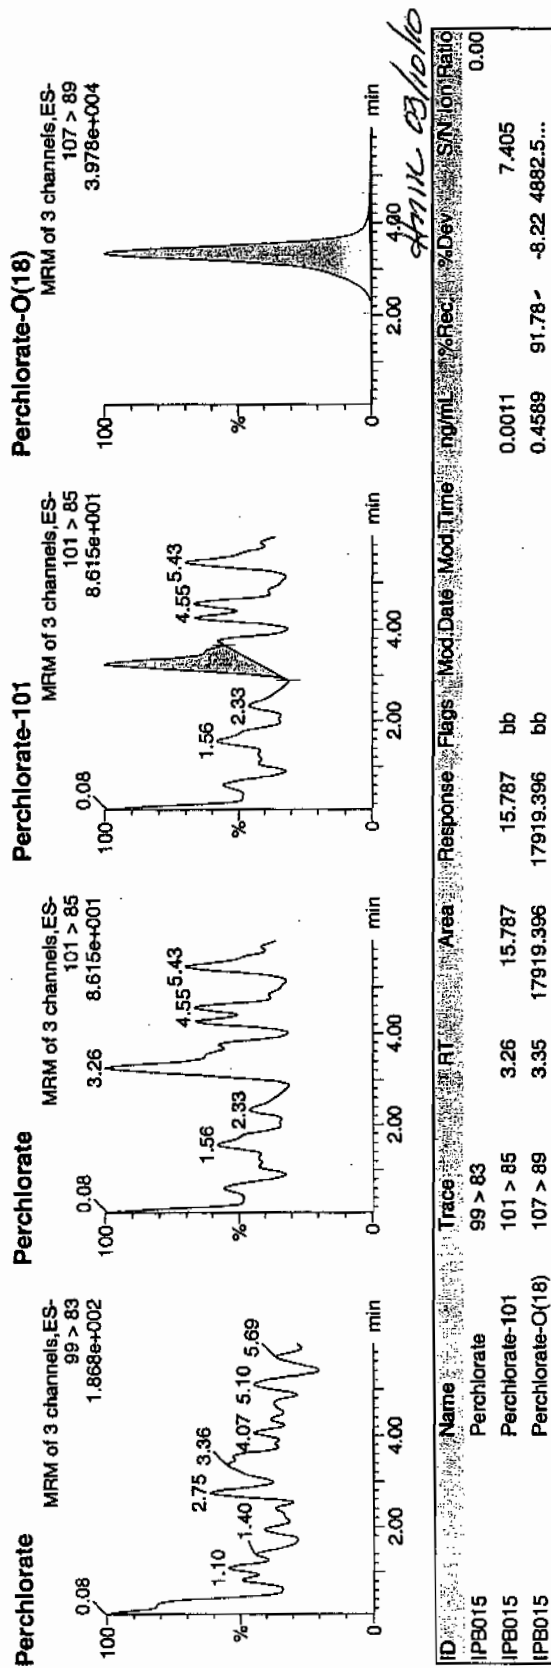 Perchlorate
MRM of 3 channels,ES-
99 > 83
1.868e+002
100
%
0
0.08
1.10
1.40
2.75
3.36
4.07
5.10
5.69
2.00
4.00
min
Perchlorate
MRM of 3 channels,ES-
101 > 85
8.615e+001
100
%
0
0.08
1.56
2.33
3.26
4.55
5.43
2.00
4.00
min
Perchlorate-101
MRM of 3 channels,ES-
101 > 85
8.615e+001
100
%
0
0.08
1.56
2.33
4.55
5.43
2.00
4.00
min
Perchlorate-O(18)
MRM of 3 channels,ES-
107 > 89
3.978e+004
100
%
0
2.00
4.00
min
03/10/10
ID Name Trace RT Area Response Flags Mod.Date Mod.Time ng/mL %Rec. %Dev S/N Ion Ratio
IPB015 Perchlorate 99 > 83 0.00
IPB015 Perchlorate-101 101 > 85 3.26 15.787 15.787 bb 0.0011 7.405
IPB015 Perchlorate-O(18) 107 > 89 3.35 17919.396 17919.396 bb 0.4589 91.78 -8.22 4882.5...